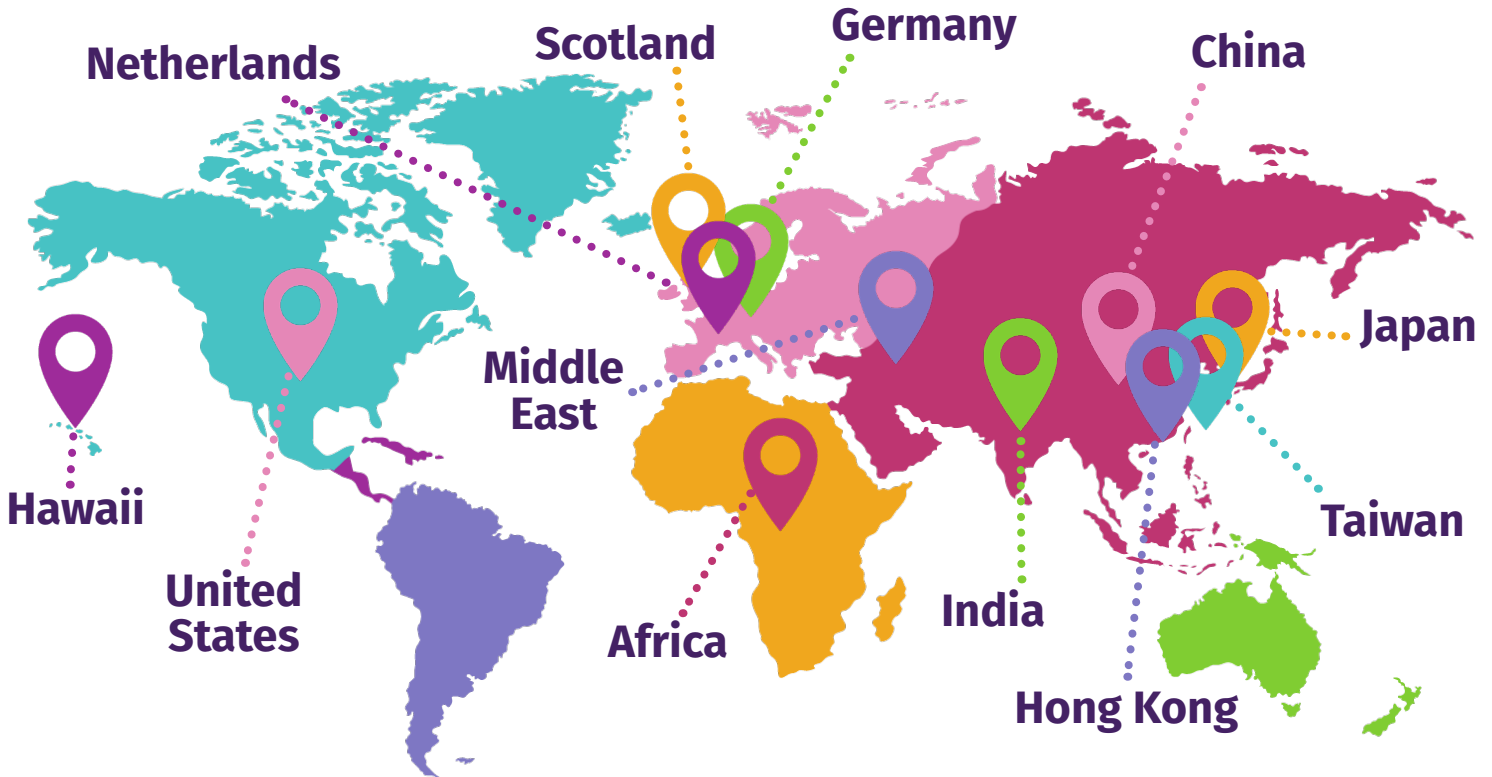 Netherlands
Scotland
Germany
China
Japan
Middle
East
Hawaii
Taiwan
United
States
Africa
India
Hong Kong